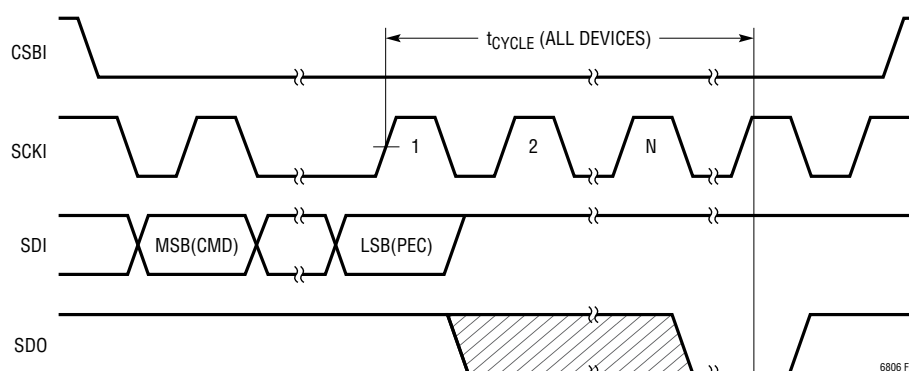 CSBI
tCYCLE (ALL DEVICES)
SCKI
1
2
N
SDI
MSB(CMD)
LSB(PEC)
SDO
6806 F